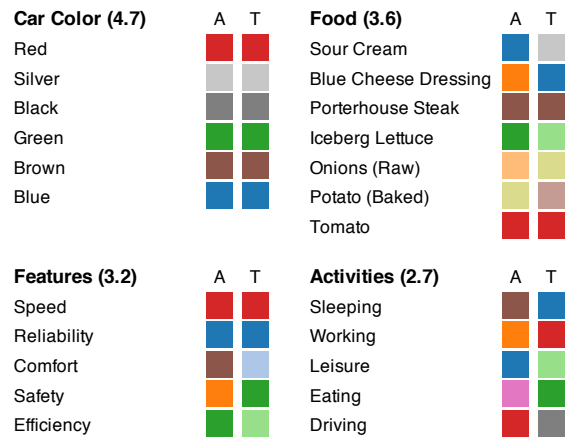 Car Color (4.7) A T
Red
Silver
Black
Green
Brown
Blue
Food (3.6) A T
Sour Cream
Blue Cheese Dressing
Porterhouse Steak
Iceberg Lettuce
Onions (Raw)
Potato (Baked)
Tomato
Features (3.2) A T
Speed
Reliability
Comfort
Safety
Efficiency
Activities (2.7) A T
Sleeping
Working
Leisure
Eating
Driving